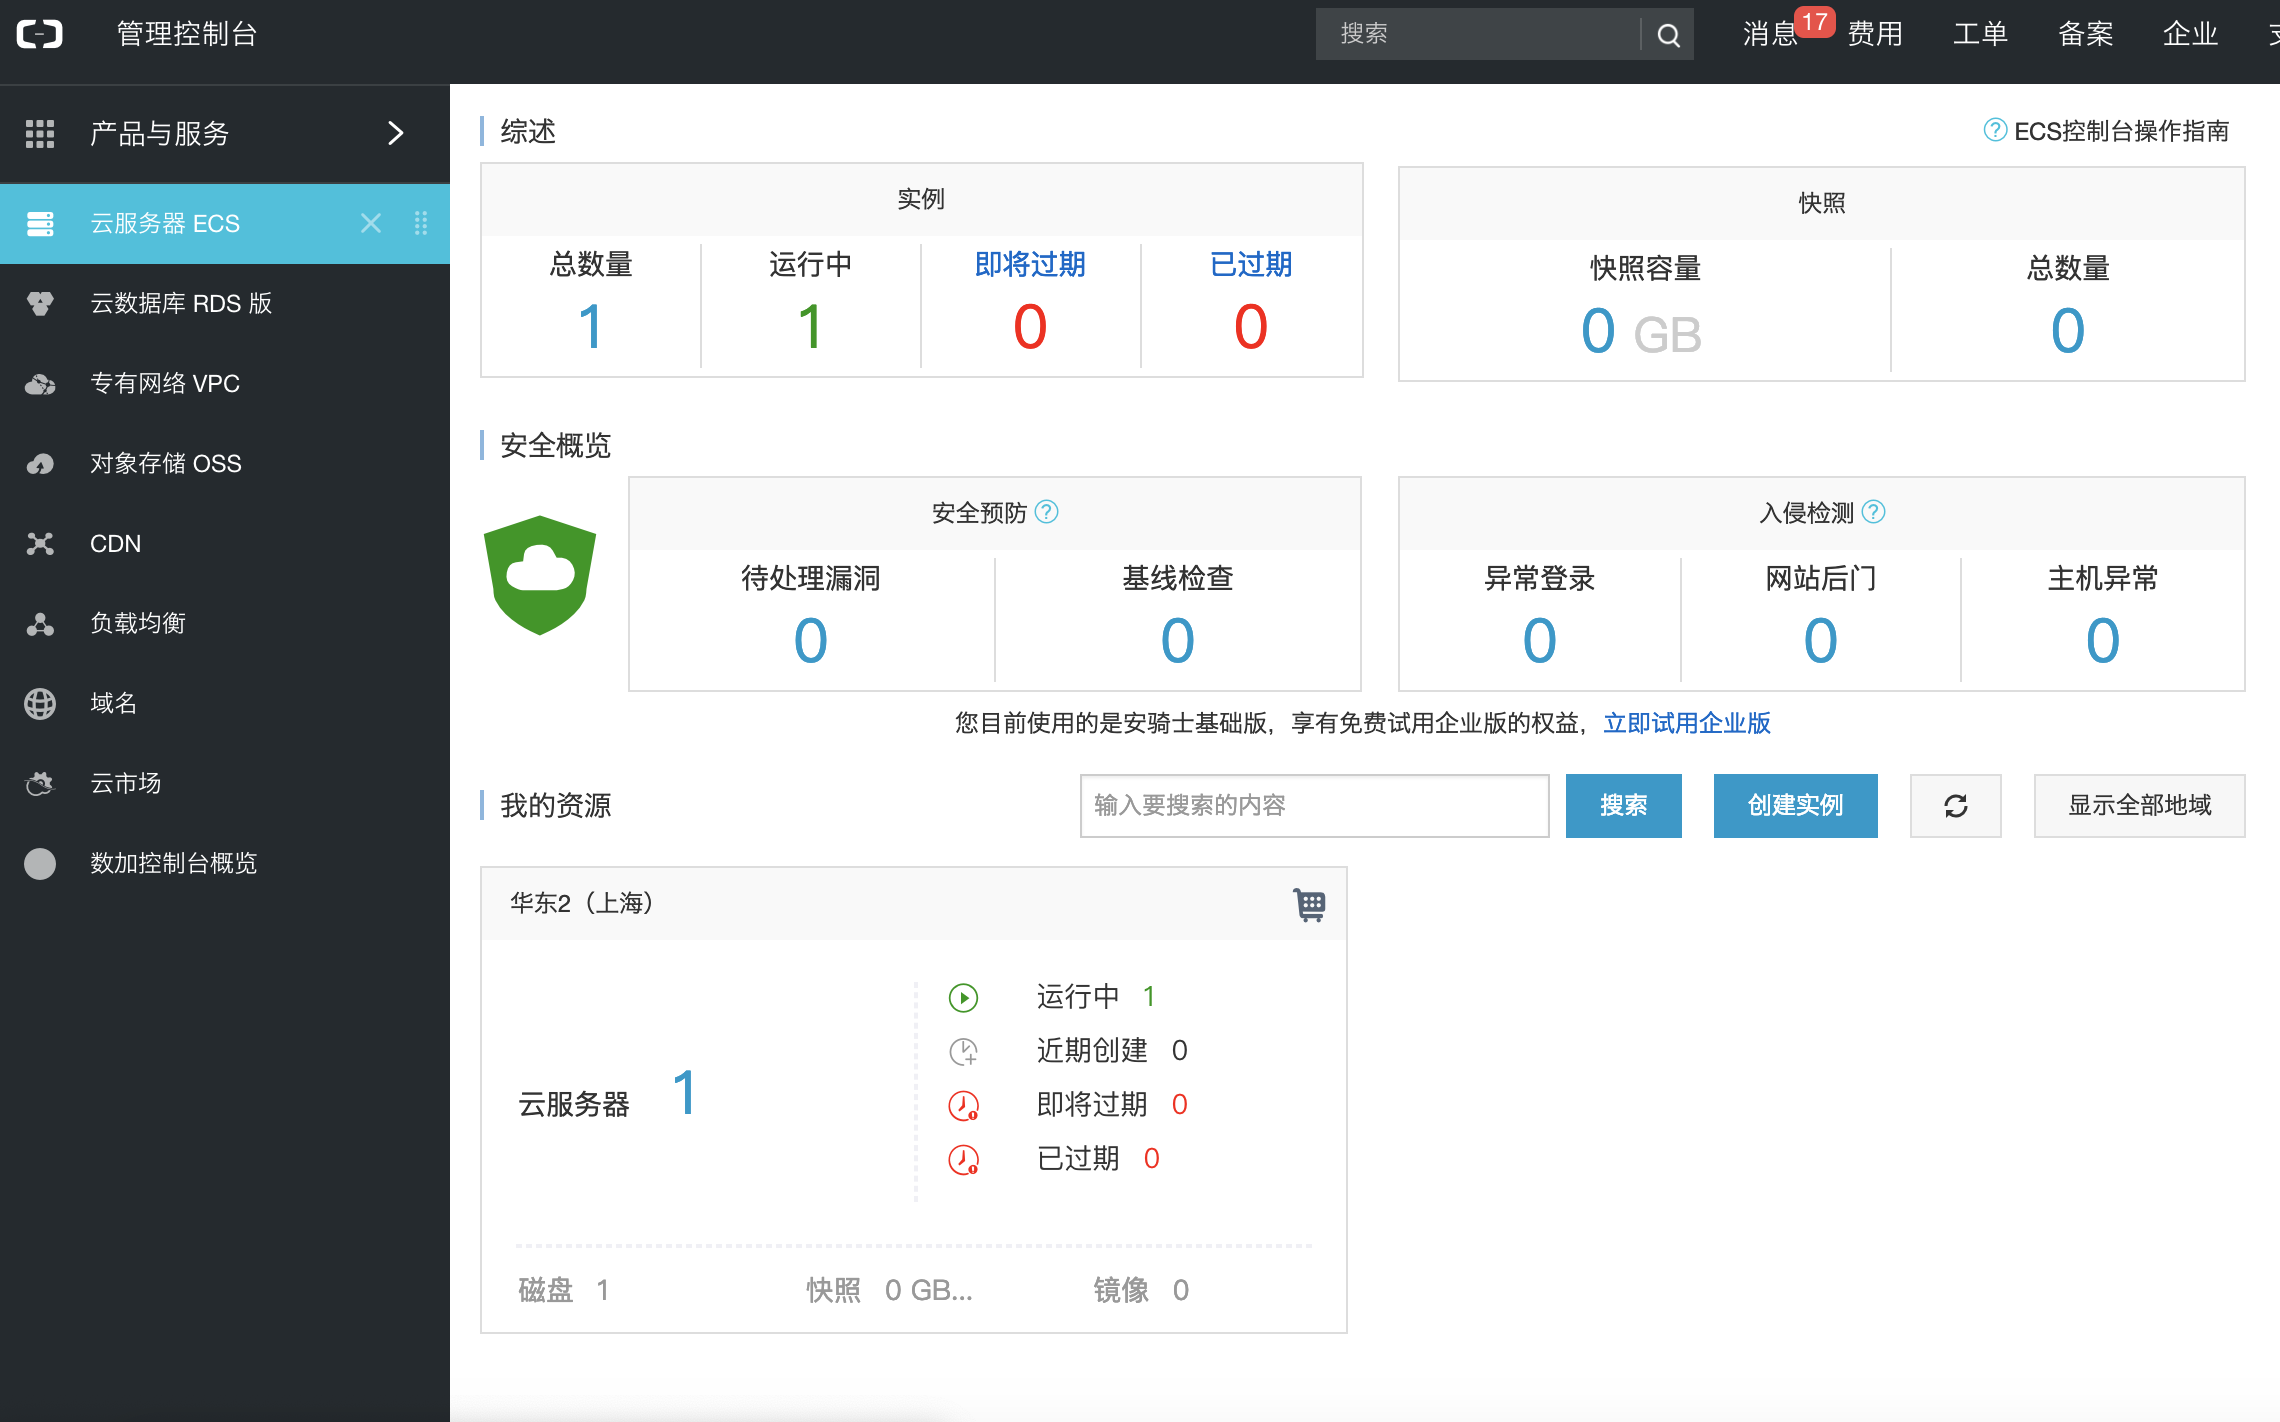 管理控制台
搜索
消息 17 费用 工单 备案 企业
产品与服务
云服务器 ECS
云数据库 RDS 版
专有网络 VPC
对象存储 OSS
CDN
负载均衡
域名
云市场
数加控制台概览
综述
ECS控制台操作指南
实例
总数量 运行中 即将过期 已过期
1 1 0 0
快照
快照容量 总数量
0 GB 0
安全概览
安全预防
待处理漏洞 基线检查
0 0
入侵检测
异常登录 网站后门 主机异常
0 0 0
您目前使用的是安骑士基础版，享有免费试用企业版的权益，立即试用企业版
我的资源
输入要搜索的内容 搜索 创建实例 显示全部地域
华东2（上海）
云服务器 1
运行中 1
近期创建 0
即将过期 0
已过期 0
磁盘 1 快照 0 GB... 镜像 0